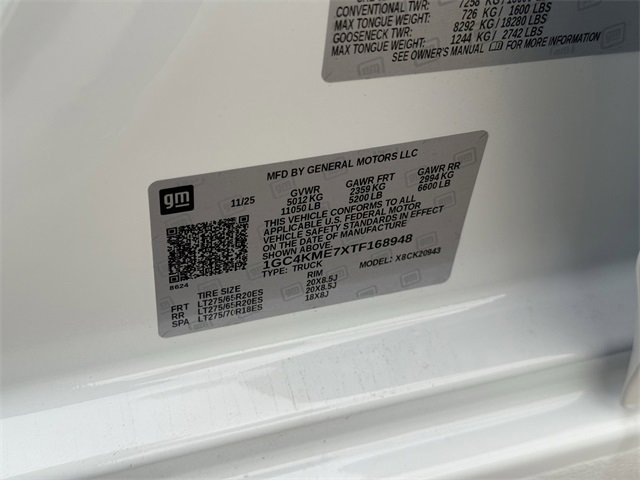 CONVENTIONAL TWR:
MAX TONGUE WEIGHT: 726 KG / 1600 LBS
GOOSENECK TWR: 8292 KG / 18280 LBS
MAX TONGUE WEIGHT: 1244 KG / 2742 LBS
SEE OWNER'S MANUAL FOR MORE INFORMATION
gm
MFD BY GENERAL MOTORS LLC
gm
11/25 GVWR GAWR FRT GAWR RR
5012 KG 2359 KG 2994 KG
11050 LB 5200 LB 6600 LB
THIS VEHICLE CONFORMS TO ALL
APPLICABLE U.S. FEDERAL MOTOR
VEHICLE SAFETY STANDARDS IN EFFECT
ON THE DATE OF MANUFACTURE SHOWN ABOVE.
1GC4KME7XTF168948
TYPE: TRUCK MODEL: X8CK20943
8624
TIRE SIZE RIM
FRT LT275/65R20ES 20X8.5J
RR LT275/65R20ES 20X8.5J
SPA LT275/70R18ES 18X8J